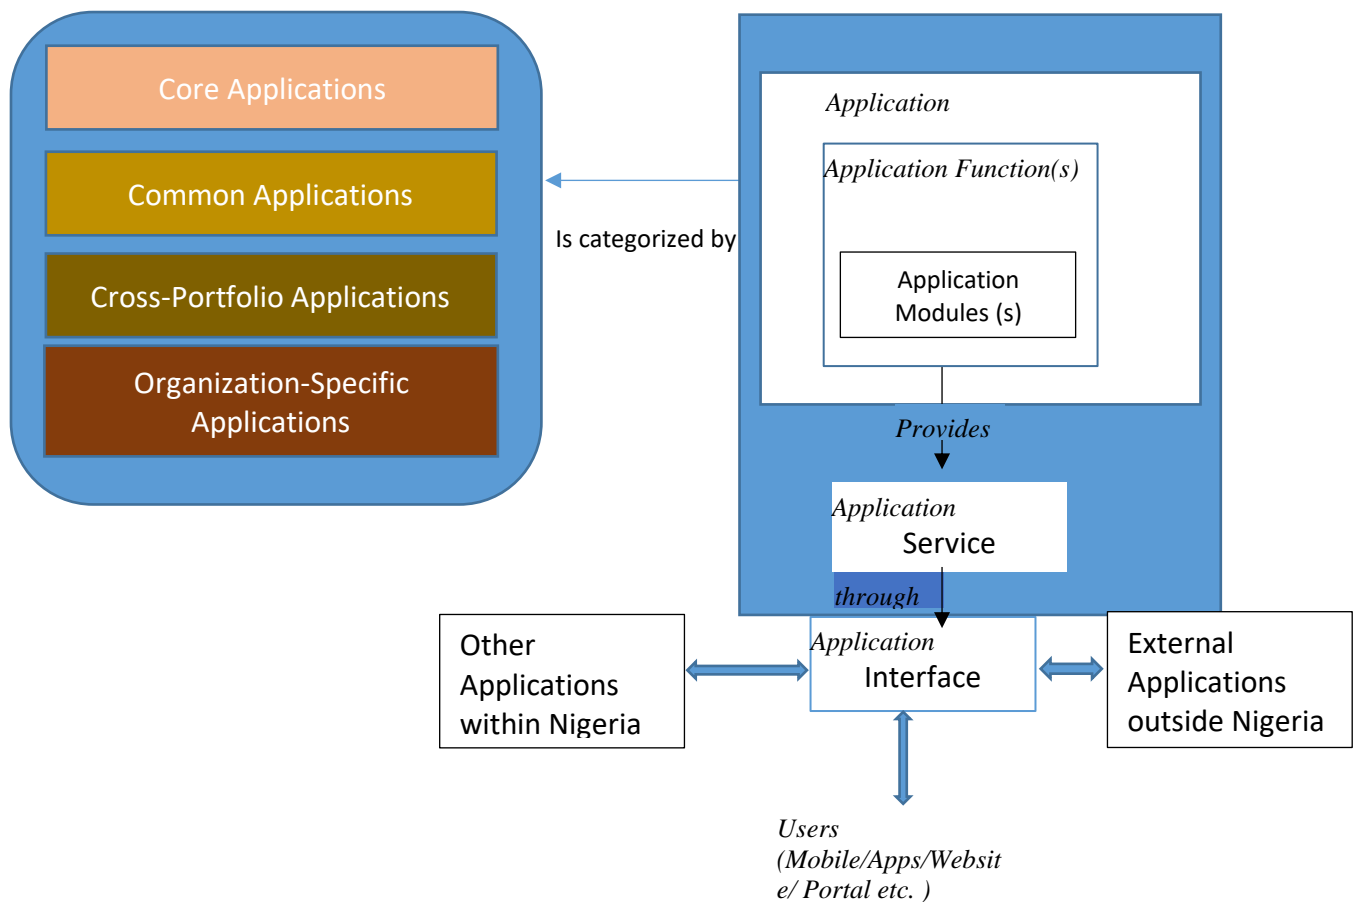 Core Applications
Common Applications
Cross-Portfolio Applications
Organization-Specific
Applications
Is categorized by
Application
Application Function(s)
Application
Modules (s)
Provides
Application
Service
through
Application
Interface
Other
Applications
within Nigeria
External
Applications
outside Nigeria
Users
(Mobile/Apps/Websit
e/ Portal etc. )